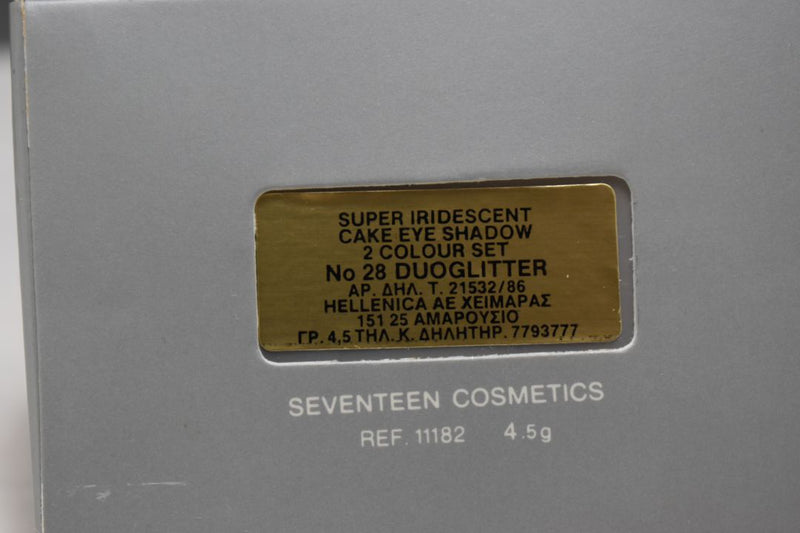 SUPER IRIDESCENT
CAKE EYE SHADOW
2 COLOUR SET
No 28 DUOGLITTER
ΑΡ. ΔΗΛ. Τ. 21532/86
HELLENICA AE ΧΕΙΜΑΡΑΣ
151 25 ΑΜΑΡΟΥΣΙΟ
ΓΡ. 4,5 ΤΗΛ. Κ. ΔΗΛΗΤΗΡ. 7793777
SEVENTEEN COSMETICS
REF. 11182 4.5g